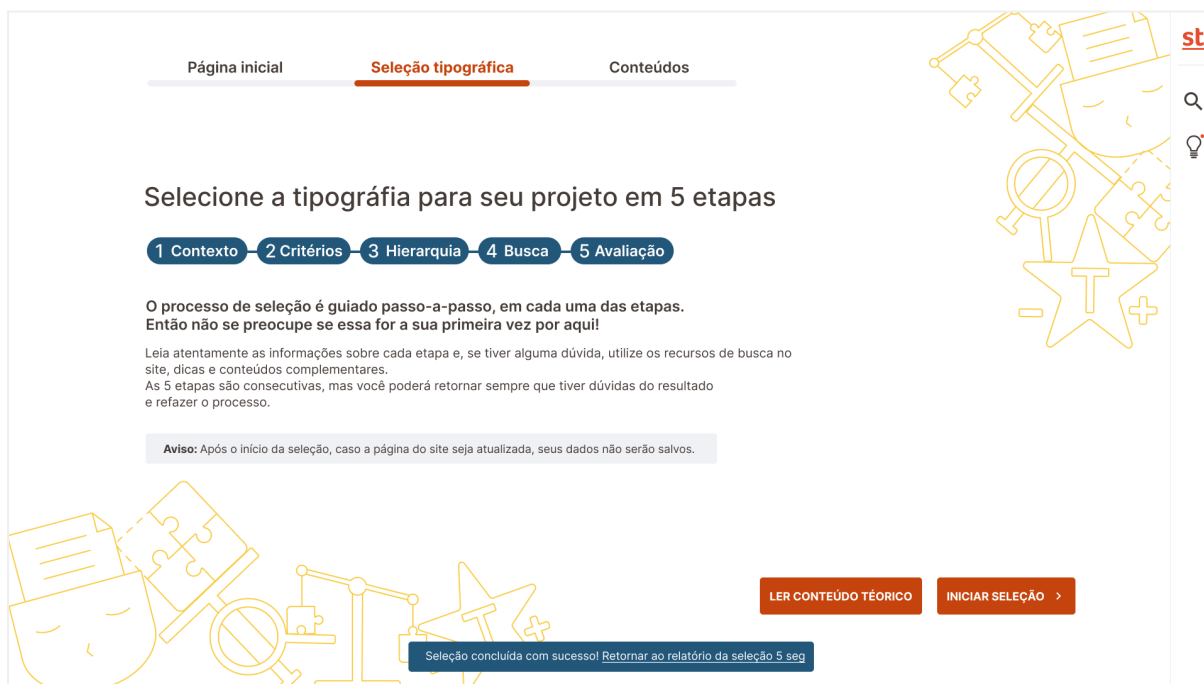 Página inicial
Seleção tipográfica
Conteúdos
st
Selecione a tipográfia para seu projeto em 5 etapas
1 Contexto
2 Critérios
3 Hierarquia
4 Busca
5 Avaliação
O processo de seleção é guiado passo-a-passo, em cada uma das etapas.
Então não se preocupe se essa for a sua primeira vez por aqui!
Leia atentamente as informações sobre cada etapa e, se tiver alguma dúvida, utilize os recursos de busca no
site, dicas e conteúdos complementares.
As 5 etapas são consecutivas, mas você poderá retornar sempre que tiver dúvidas do resultado
e refazer o processo.
Aviso: Após o início da seleção, caso a página do site seja atualizada, seus dados não serão salvos.
T
T
LER CONTEÚDO TÉORICO
INICIAR SELEÇÃO >
Seleção concluída com sucesso! Retornar ao relatório da seleção 5 seg